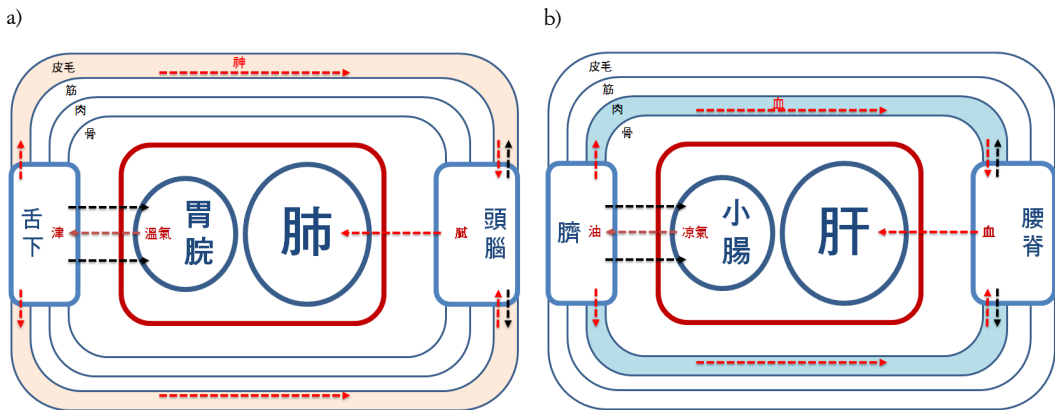 a)
神
皮毛
筋
肉
骨
舌下
津
溫氣
胃脘
肺
膩
頭腦
b)
皮毛
筋
肉
血
骨
臍
油
凉氣
小腸
肝
血
腰脊